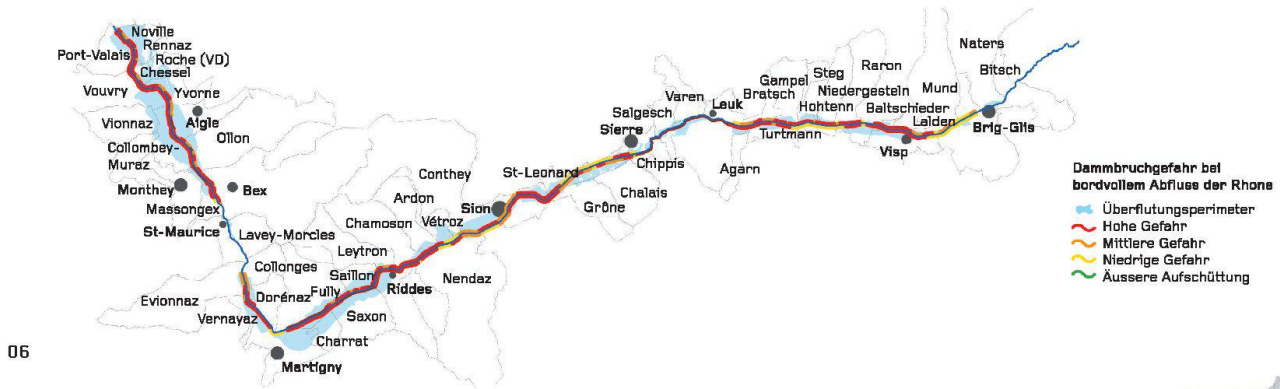 Noville
Rennaz
Port-Valais
Roche (VD)
Chessel
Vouvry
Yvorne
Vionnaz
Aigle
Ollon
Collombey-
Muraz
Monthey
Bex
Massongex
St-Maurice
Lavey-Morcles
Collonges
Evionnaz
Dorénaz
Vernayaz
Fully
Martigny
Charrat
Saxon
Saillon
Leytron
Riddes
Chamoson
Ardon
Vétroz
Conthey
Nendaz
Sion
St-Leonard
Grône
Chalais
Chippis
Sierre
Salgesch
Varen
Leuk
Agarn
Turtmann
Bratsch
Gampel
Steg
Hohtenn
Niedergesteln
Raron
Baltschieder
Visp
Lalden
Mund
Naters
Bitsch
Brig-Glis
Dammbruchgefahr bei
bordvollem Abfluss der Rhone
Überflutungsperimeter
Hohe Gefahr
Mittlere Gefahr
Niedrige Gefahr
Äussere Aufschüttung
06